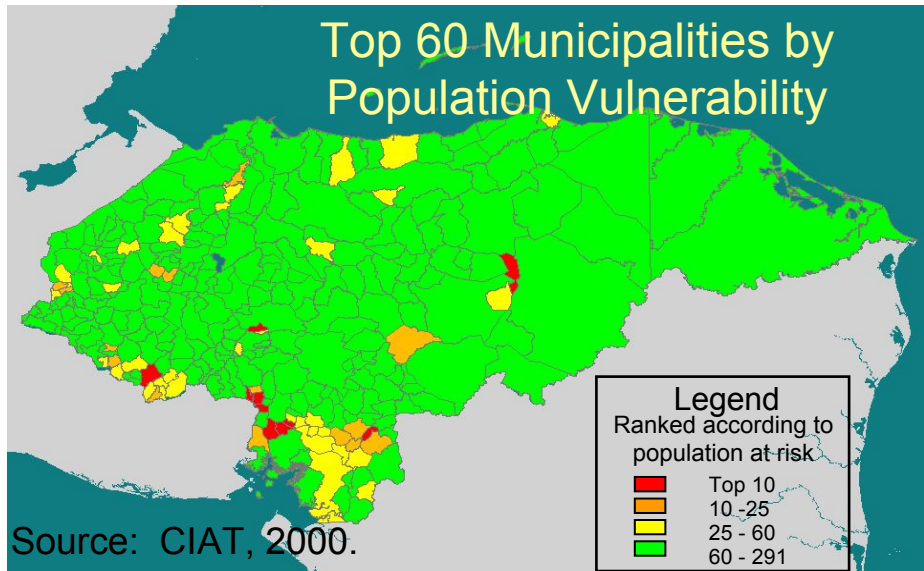 Top 60 Municipalities by
Population Vulnerability
Legend
Ranked according to
population at risk
Top 10
10 -25
25 - 60
60 - 291
Source:  CIAT, 2000.